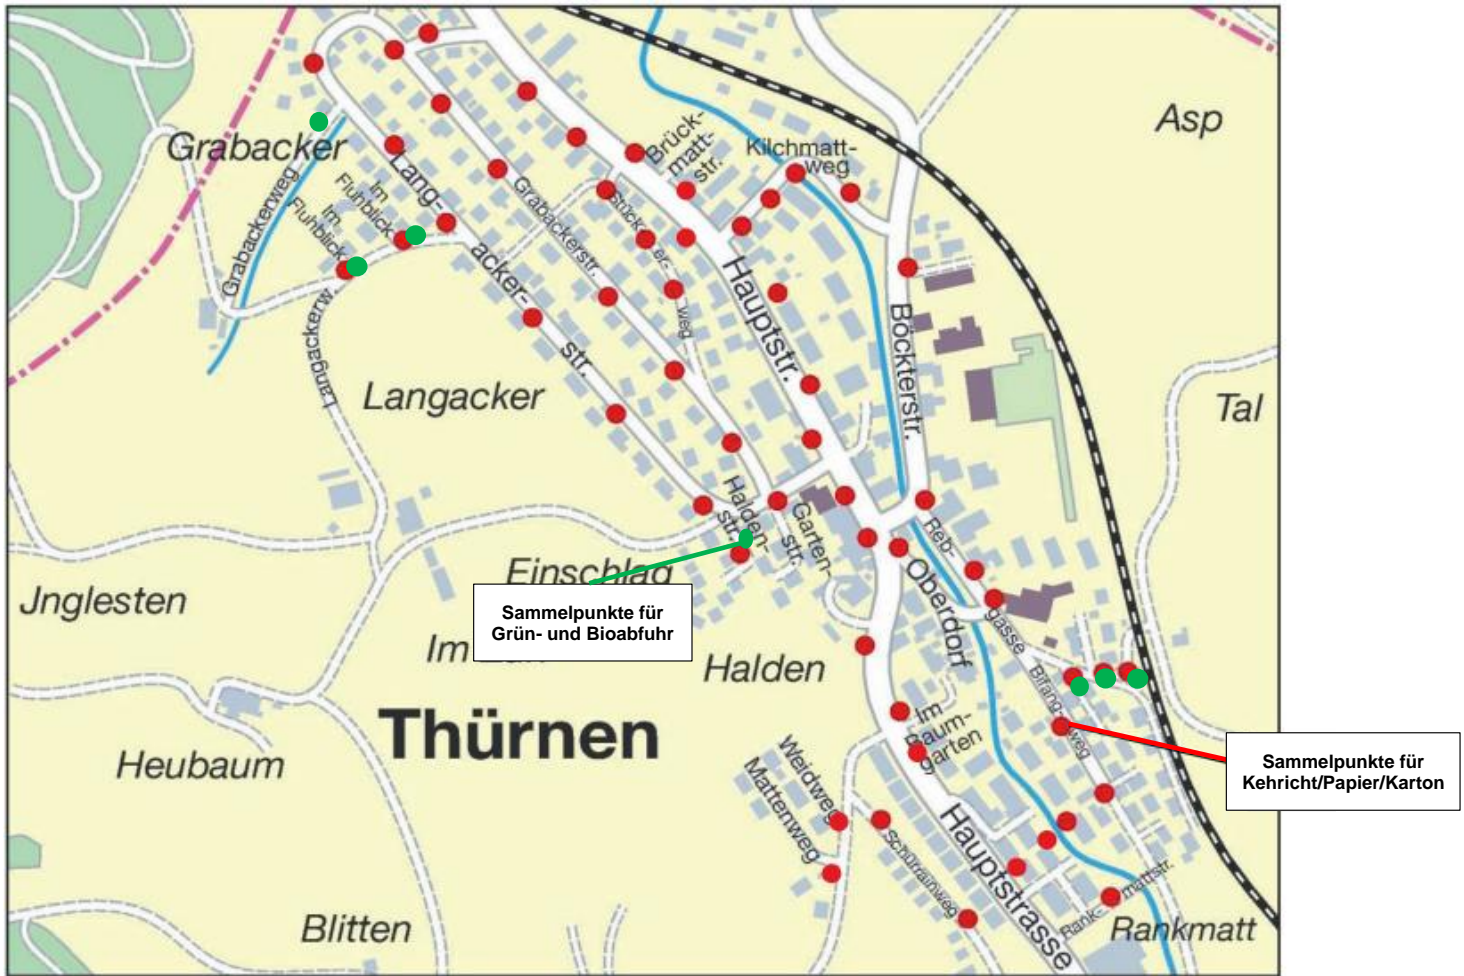 Asp
Grabacker
Brück-
matt-
str.
Kilchmatt-
weg
Grabackerweg
Im
Fluhblick
Im
Fluhblick
Lang-
acker-
str.
Grabackerstr.
weg
Hauptstr.
Böckterstr.
Langackerw.
Langacker
Tal
Halden-
str.
Garten-
str.
Reb-
gasse
Oberdorf
Einschlag
Jnglesten
Sammelpunkte für
Grün- und Bioabfuhr
Im
Halden
Bifang-
weg
Thürnen
Im
Baum-
garten
Heubaum
Weidweg
Mattenweg
Sammelpunkte für
Kehricht/Papier/Karton
Schürrainweg
Hauptstrasse
Rank-
mattstr.
Rankmatt
Blitten